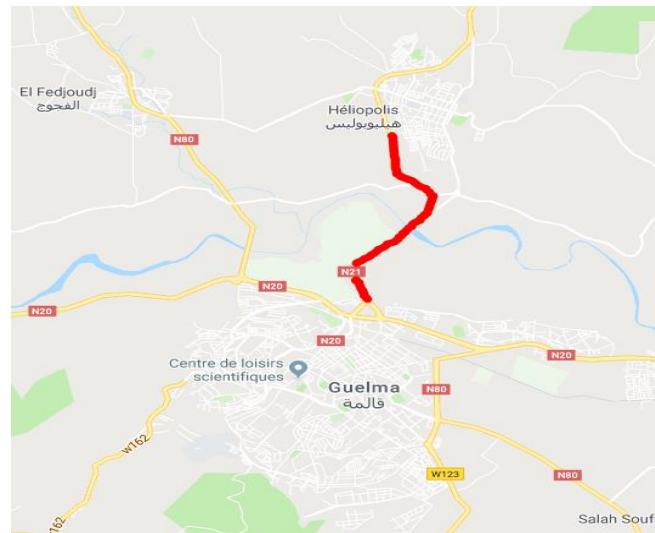 El Fedjoudj
الفجوج
Héliopolis
هيليوبوليس
N80
N21
N20
N20
N20
N20
Centre de loisirs
scientifiques
Guelma
قالمة
N80
W162
W123
N80
W162
Salah Souf